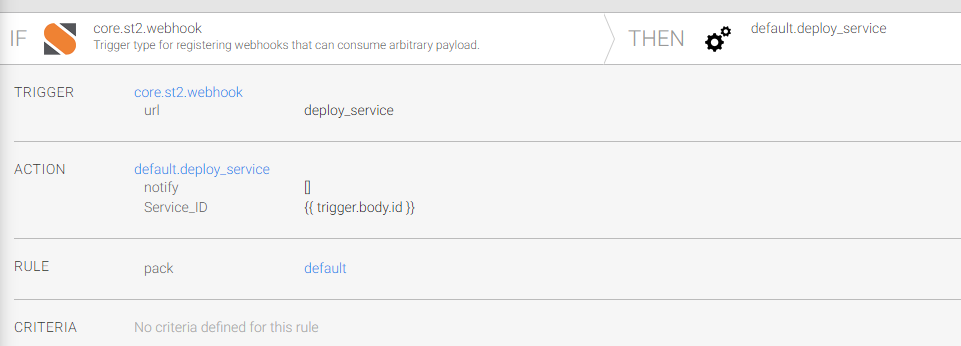 IF core.st2.webhook THEN default.deploy_service
Trigger type for registering webhooks that can consume arbitrary payload.
TRIGGER core.st2.webhook
url deploy_service
ACTION default.deploy_service
notify []
Service_ID {{ trigger.body.id }}
RULE pack default
CRITERIA No criteria defined for this rule